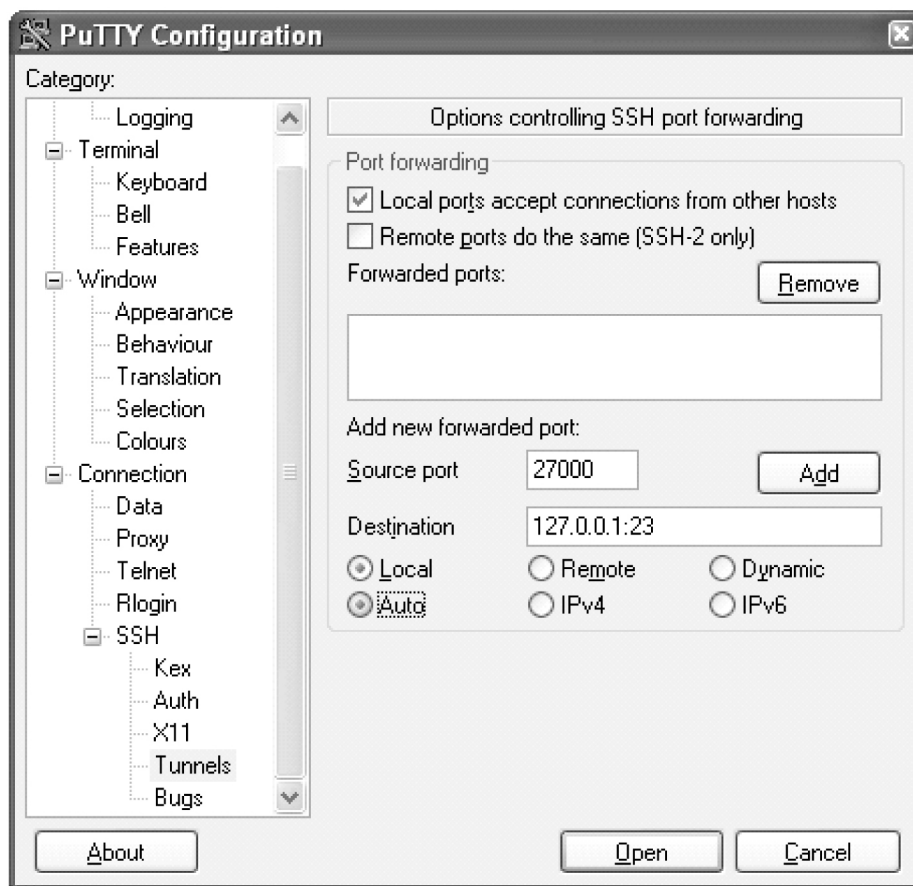 PuTTY Configuration
Category:
Logging
Terminal
Keyboard
Bell
Features
Window
Appearance
Behaviour
Translation
Selection
Colours
Connection
Data
Proxy
Telnet
Rlogin
SSH
Kex
Auth
X11
Tunnels
Bugs
Options controlling SSH port forwarding
Port forwarding
Local ports accept connections from other hosts
Remote ports do the same (SSH-2 only)
Forwarded ports:
Remove
Add new forwarded port:
Source port 27000 Add
Destination 127.0.0.1:23
Local Remote Dynamic
Auto IPv4 IPv6
About Open Cancel